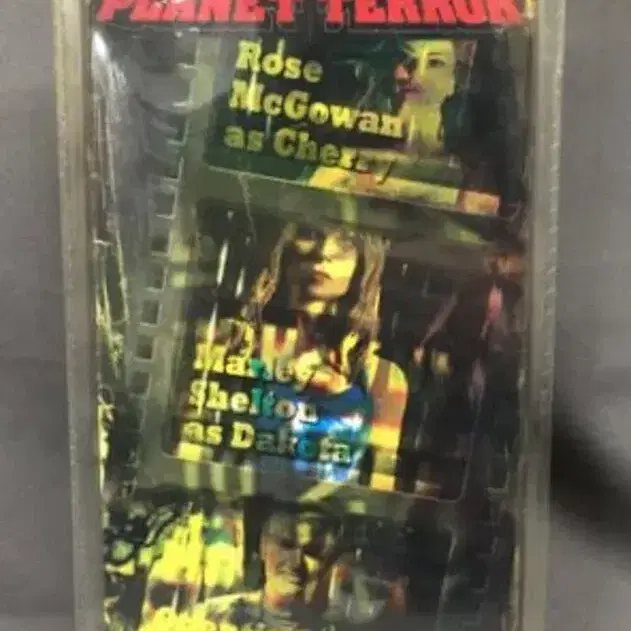 PLANET TERROR
Rose
McGowan
as Cherry
Marley
Shelton
as Dakota